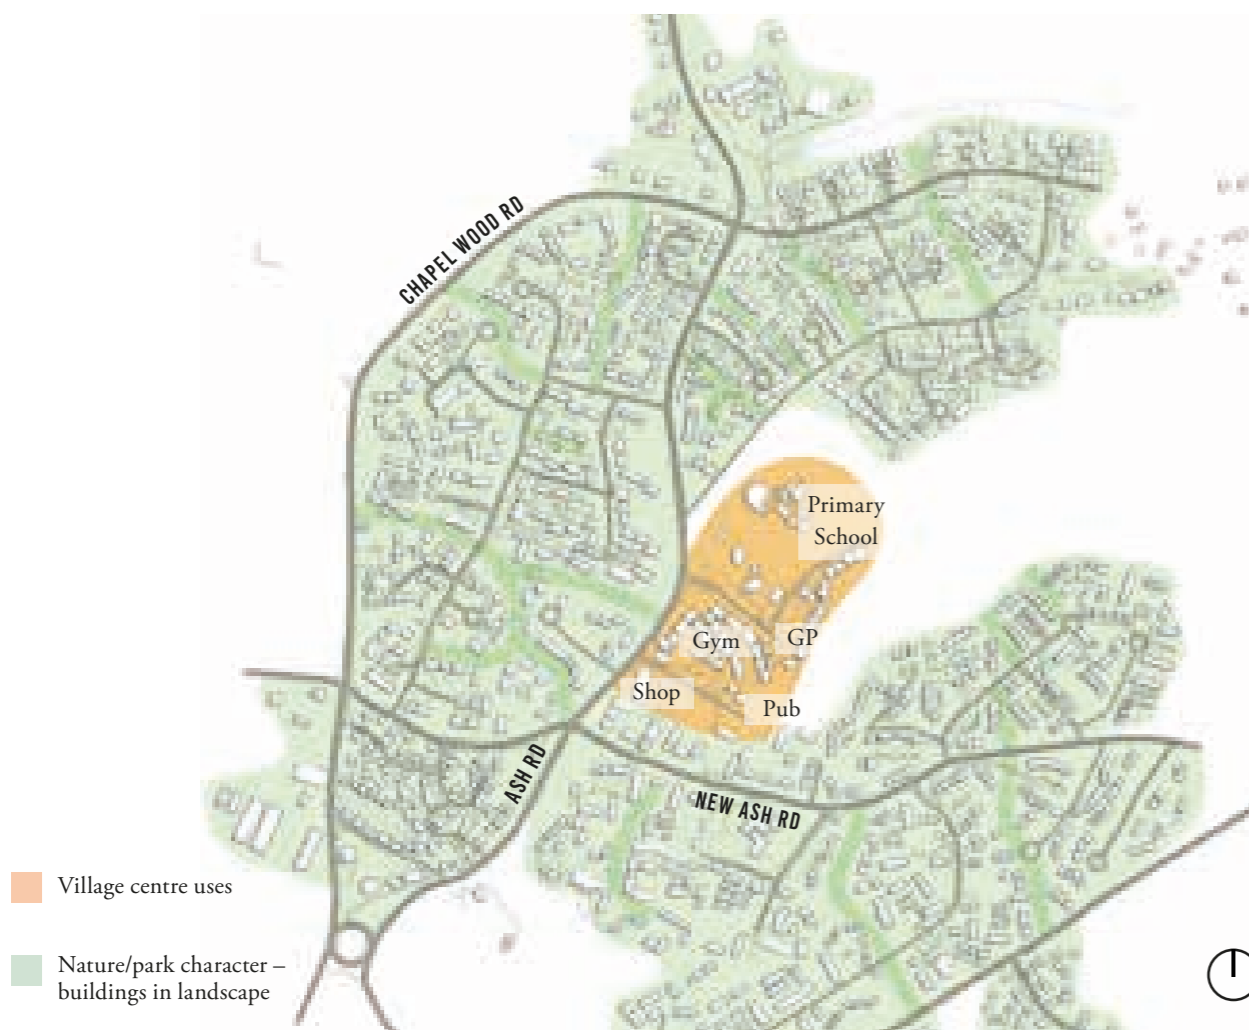 CHAPEL WOOD RD
Primary
School
Gym
GP
Shop
Pub
ASH RD
NEW ASH RD
Village centre uses
Nature/park character –
buildings in landscape